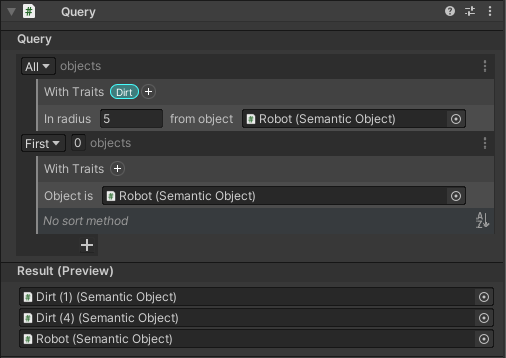 Query
Query
All objects
With Traits Dirt +
In radius 5 from object Robot (Semantic Object)
First 0 objects
With Traits +
Object is Robot (Semantic Object)
No sort method
+
Result (Preview)
Dirt (1) (Semantic Object)
Dirt (4) (Semantic Object)
Robot (Semantic Object)